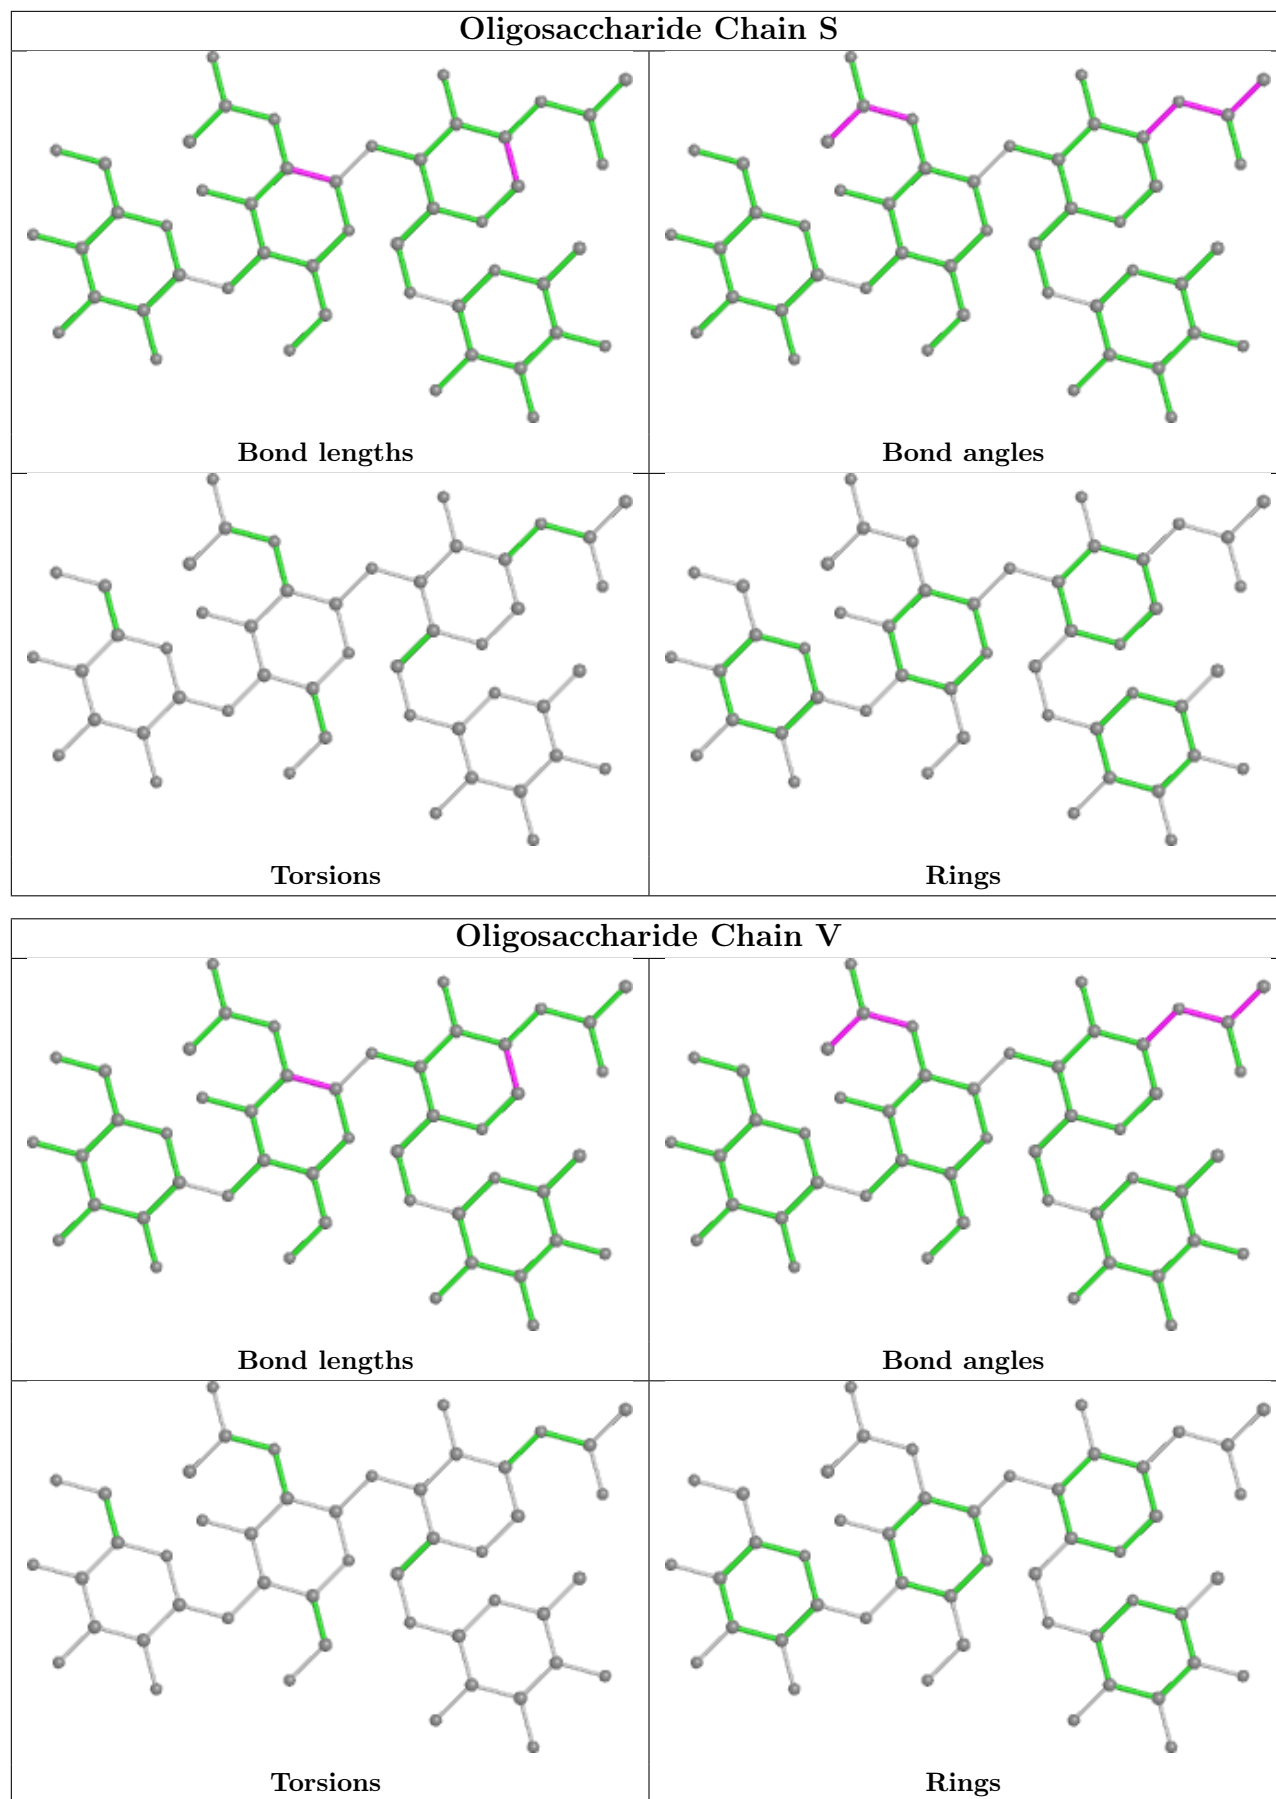 Oligosaccharide Chain S
Bond lengths
Bond angles
Torsions
Rings
Oligosaccharide Chain V
Bond lengths
Bond angles
Torsions
Rings